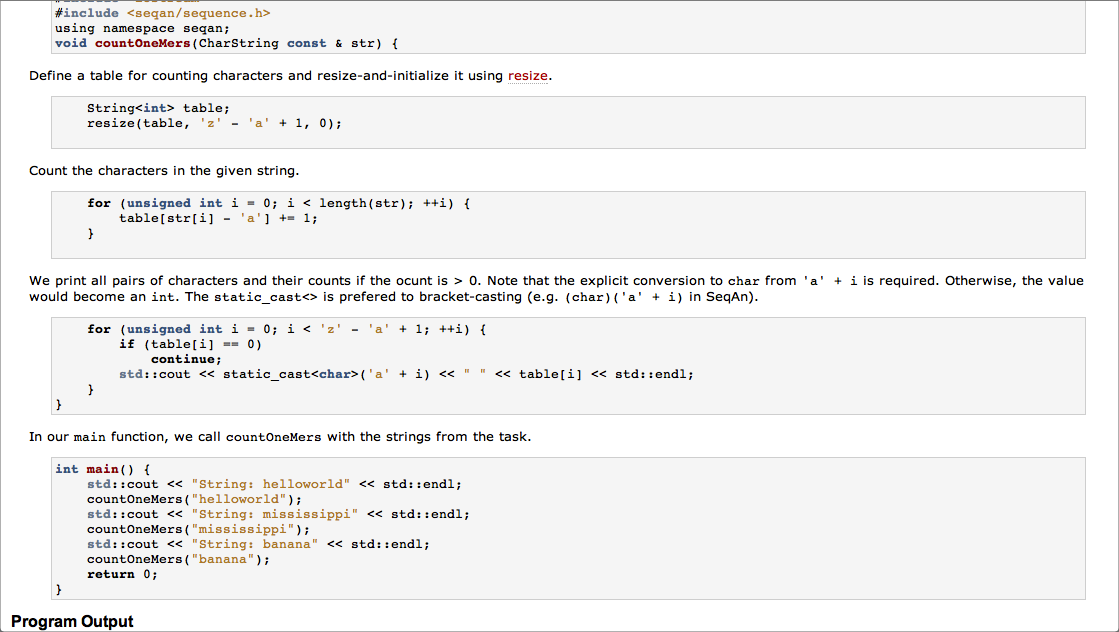 #include <seqan/sequence.h>
using namespace seqan;
void countOneMers(CharString const & str) {
Define a table for counting characters and resize-and-initialize it using resize.
String<int> table;
resize(table, 'z' - 'a' + 1, 0);
Count the characters in the given string.
for (unsigned int i = 0; i < length(str); ++i) {
table[str[i] - 'a'] += 1;
}
We print all pairs of characters and their counts if the ocunt is > 0. Note that the explicit conversion to char from 'a' + i is required. Otherwise, the value
would become an int. The static_cast<> is prefered to bracket-casting (e.g. (char)('a' + i) in SeqAn).
for (unsigned int i = 0; i < 'z' - 'a' + 1; ++i) {
if (table[i] == 0)
continue;
std::cout << static_cast<char>('a' + i) << " " << table[i] << std::endl;
}
}
In our main function, we call countOneMers with the strings from the task.
int main() {
std::cout << "String: helloworld" << std::endl;
countOneMers("helloworld");
std::cout << "String: mississippi" << std::endl;
countOneMers("mississippi");
std::cout << "String: banana" << std::endl;
countOneMers("banana");
return 0;
}
Program Output